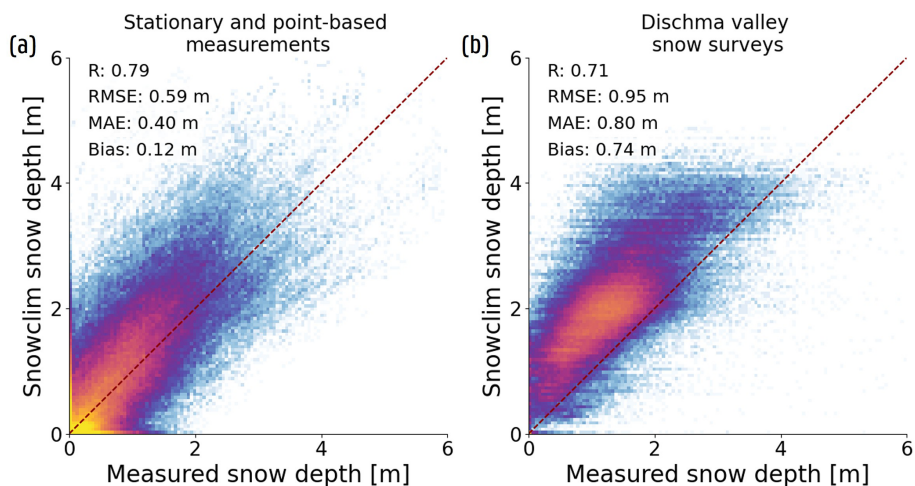 (a)
Stationary and point-based
measurements
R: 0.79
RMSE: 0.59 m
MAE: 0.40 m
Bias: 0.12 m
Snowclim snow depth [m]
6
4
2
0
0 2 4 6
Measured snow depth [m]
(b)
Dischma valley
snow surveys
R: 0.71
RMSE: 0.95 m
MAE: 0.80 m
Bias: 0.74 m
Snowclim snow depth [m]
6
4
2
0
0 2 4 6
Measured snow depth [m]